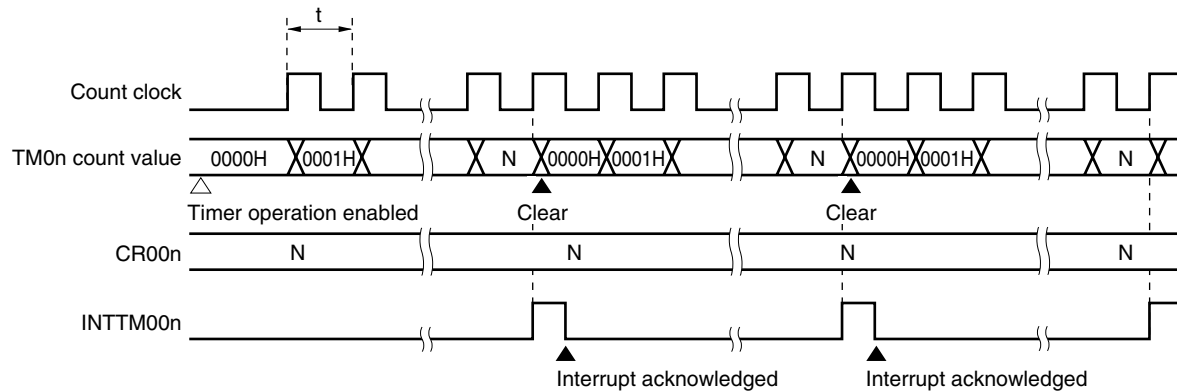 t
Count clock
TM0n count value 0000H 0001H N 0000H 0001H N 0000H 0001H N
Timer operation enabled Clear Clear
CR00n N N N N
INTTM00n
Interrupt acknowledged Interrupt acknowledged